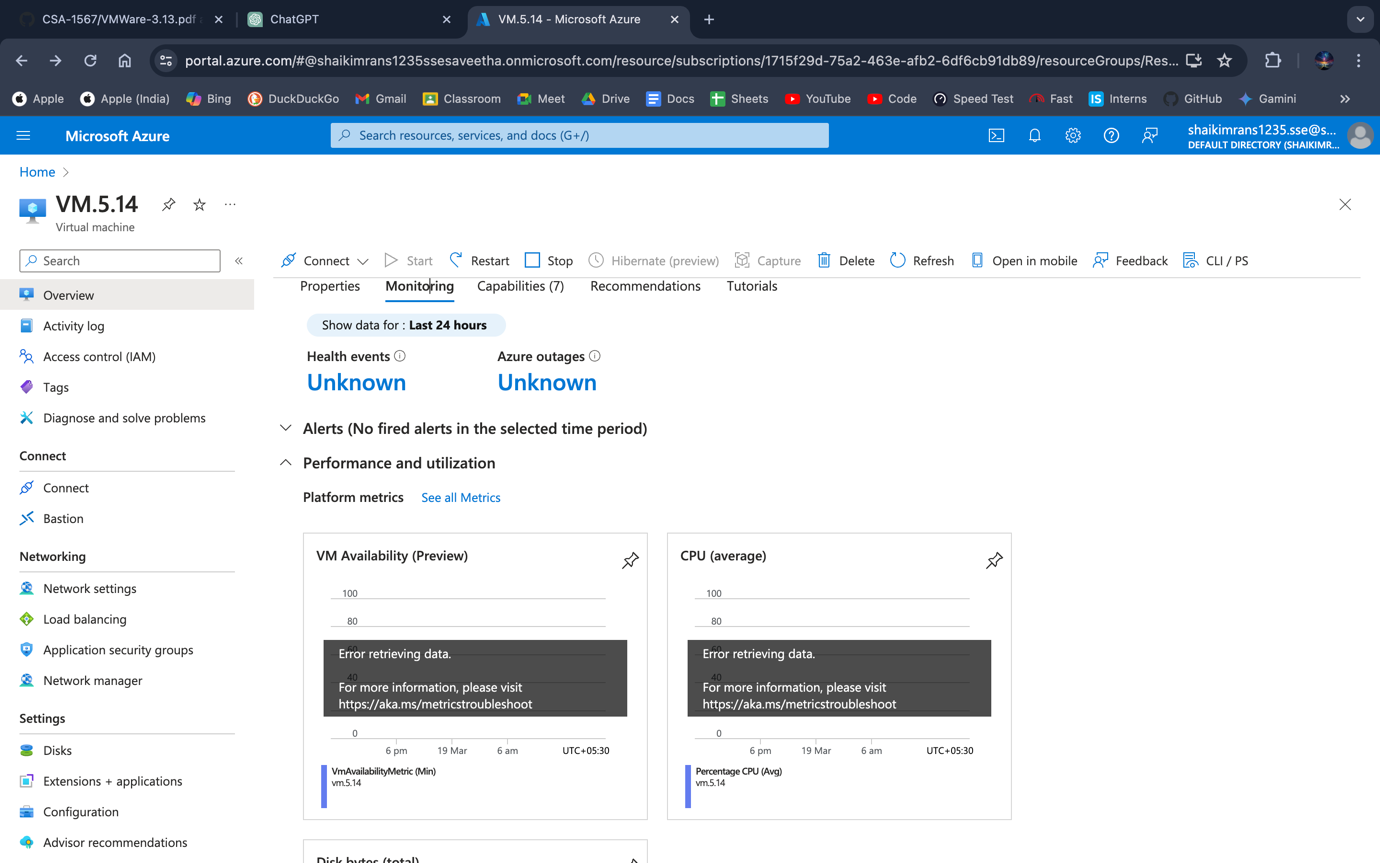 CSA-1567/VMWare-3.13.pdf
ChatGPT
VM.5.14 - Microsoft Azure
portal.azure.com/#@shaikimrans1235ssesaveetha.onmicrosoft.com/resource/subscriptions/1715f29d-75a2-463e-afb2-6df6cb91db89/resourceGroups/Res...
Apple
Apple (India)
Bing
DuckDuckGo
Gmail
Classroom
Meet
Drive
Docs
Sheets
YouTube
Code
Speed Test
Fast
IS Interns
GitHub
Gamini
Microsoft Azure
Search resources, services, and docs (G+/)
shaikimrans1235.sse@s...
DEFAULT DIRECTORY (SHAIKIMR...
Home
VM.5.14
Virtual machine
Search
Connect
Start
Restart
Stop
Hibernate (preview)
Capture
Delete
Refresh
Open in mobile
Feedback
CLI / PS
Overview
Activity log
Access control (IAM)
Tags
Diagnose and solve problems
Connect
Connect
Bastion
Networking
Network settings
Load balancing
Application security groups
Network manager
Settings
Disks
Extensions + applications
Configuration
Advisor recommendations
Properties
Monitoring
Capabilities (7)
Recommendations
Tutorials
Show data for : Last 24 hours
Health events
Unknown
Azure outages
Unknown
Alerts (No fired alerts in the selected time period)
Performance and utilization
Platform metrics
See all Metrics
VM Availability (Preview)
100
80
60
40
0
Error retrieving data.
For more information, please visit
https://aka.ms/metricstroubleshoot
6 pm
19 Mar
6 am
UTC+05:30
VmAvailabilityMetric (Min)
vm.5.14
CPU (average)
100
80
60
40
0
Error retrieving data.
For more information, please visit
https://aka.ms/metricstroubleshoot
6 pm
19 Mar
6 am
UTC+05:30
Percentage CPU (Avg)
vm.5.14
Disk bytes (total)